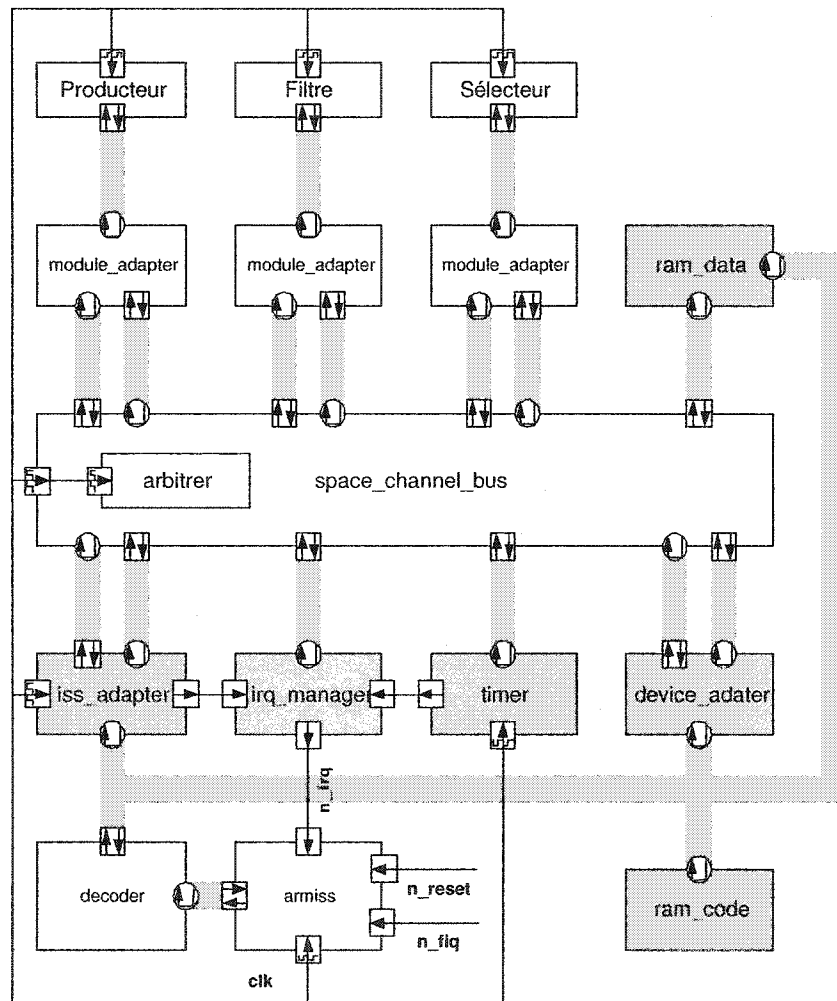 Producteur
Filtre
Sélecteur
module_adapter
module_adapter
module_adapter
ram_data
arbitrer
space_channel_bus
iss_adapter
irq_manager
timer
device_adater
n_irq
decoder
armiss
n_reset
n_fiq
ram_code
clk